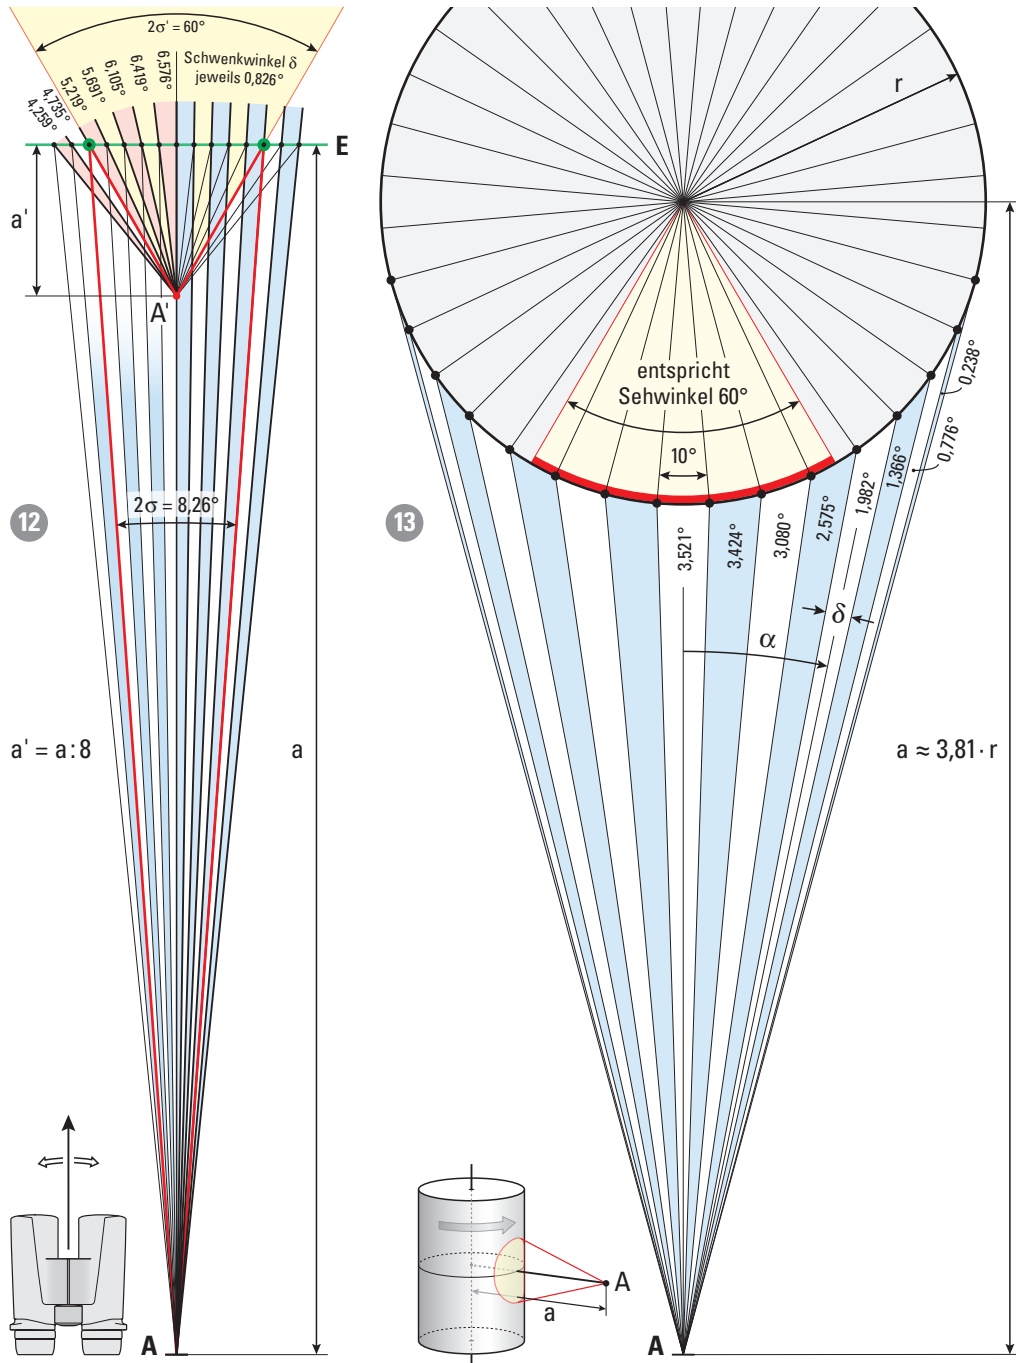 2σ' = 60°
Schwenkwinkel δ
jeweils 0,826°
4,259°
4,735°
5,219°
5,691°
6,105°
6,419°
6,576°
E
a'
A'
12
2σ = 8,26°
a' = a:8
a
A
r
entspricht
Sehwinkel 60°
10°
13
3,521°
3,424°
3,080°
2,575°
1,982°
1,366°
0,776°
0,238°
δ
α
a ≈ 3,81 · r
A
a
A